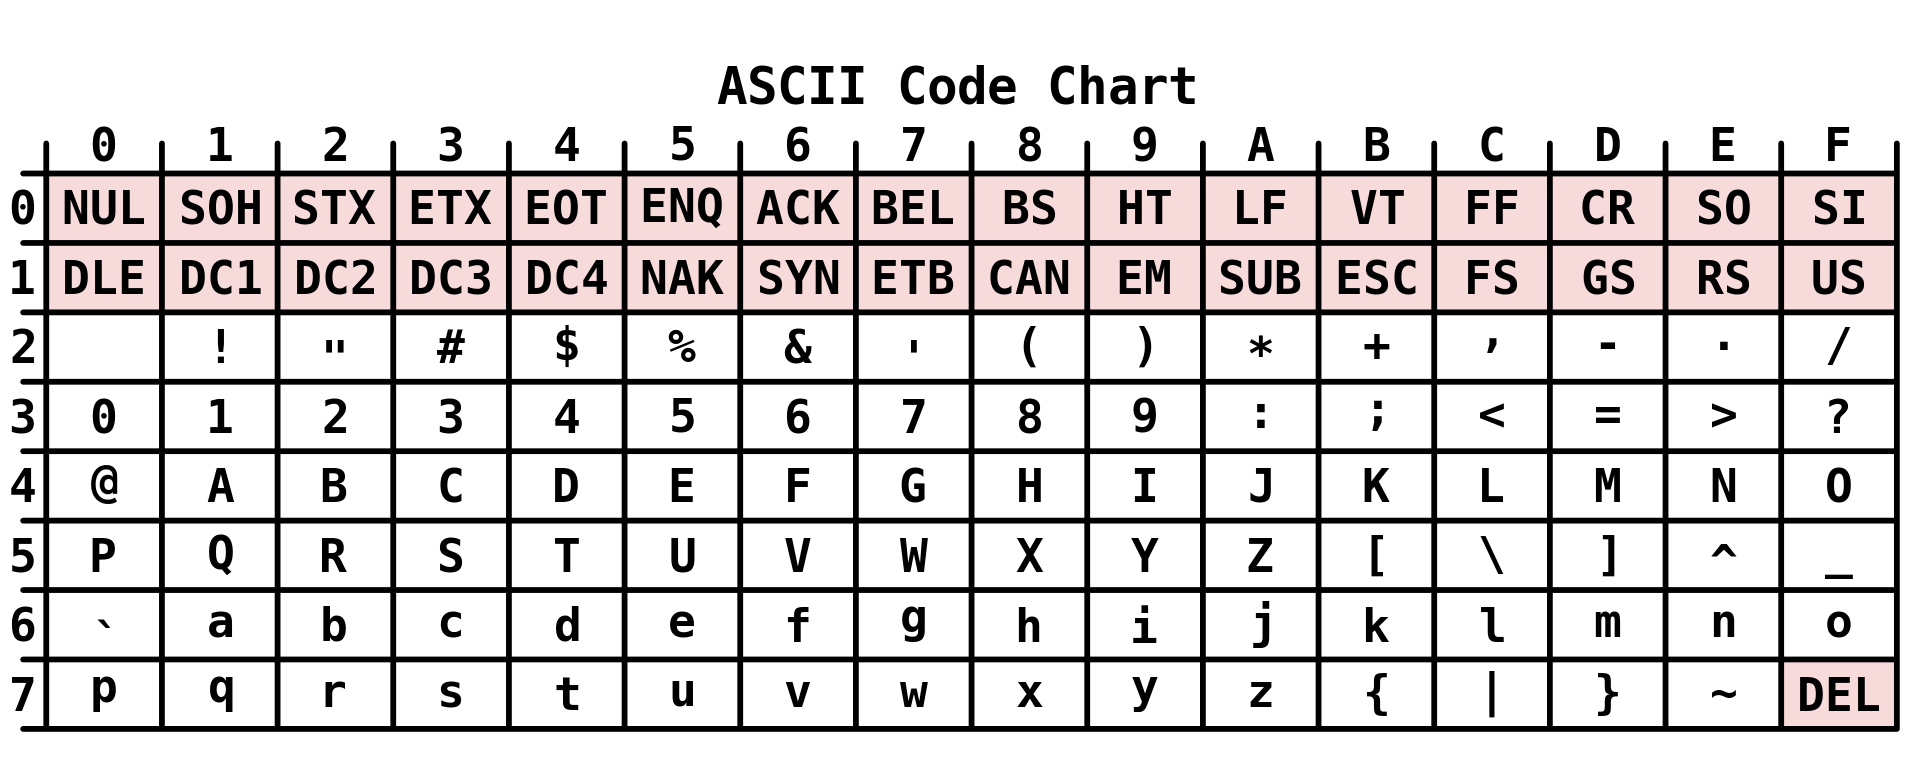 ASCII Code Chart
0 1 2 3 4 5 6 7 8 9 A B C D E F
0 NUL SOH STX ETX EOT ENQ ACK BEL BS HT LF VT FF CR SO SI
1 DLE DC1 DC2 DC3 DC4 NAK SYN ETB CAN EM SUB ESC FS GS RS US
2 ! " # $ % & ' ( ) * + , - . /
3 0 1 2 3 4 5 6 7 8 9 : ; < = > ?
4 @ A B C D E F G H I J K L M N O
5 P Q R S T U V W X Y Z [ \ ] ^ _
6 ` a b c d e f g h i j k l m n o
7 p q r s t u v w x y z { | } ~ DEL